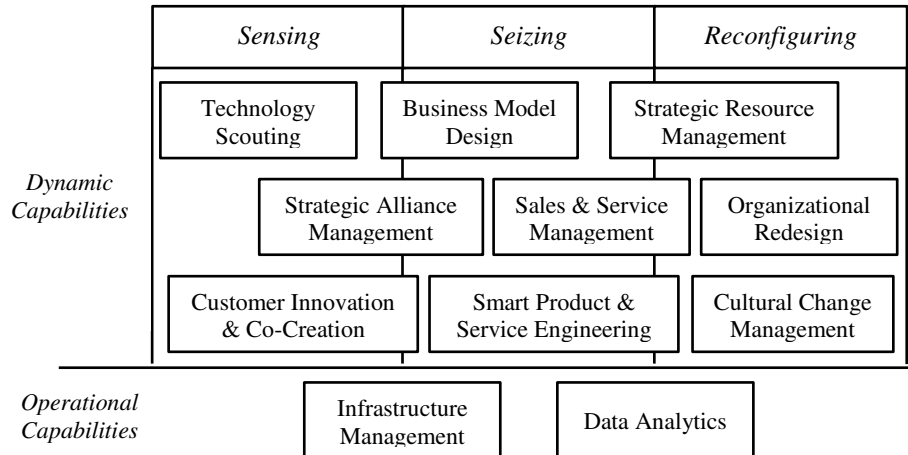 Sensing
Seizing
Reconfiguring
Technology
Scouting
Business Model
Design
Strategic Resource
Management
Dynamic
Capabilities
Strategic Alliance
Management
Sales & Service
Management
Organizational
Redesign
Customer Innovation
& Co-Creation
Smart Product &
Service Engineering
Cultural Change
Management
Operational
Capabilities
Infrastructure
Management
Data Analytics